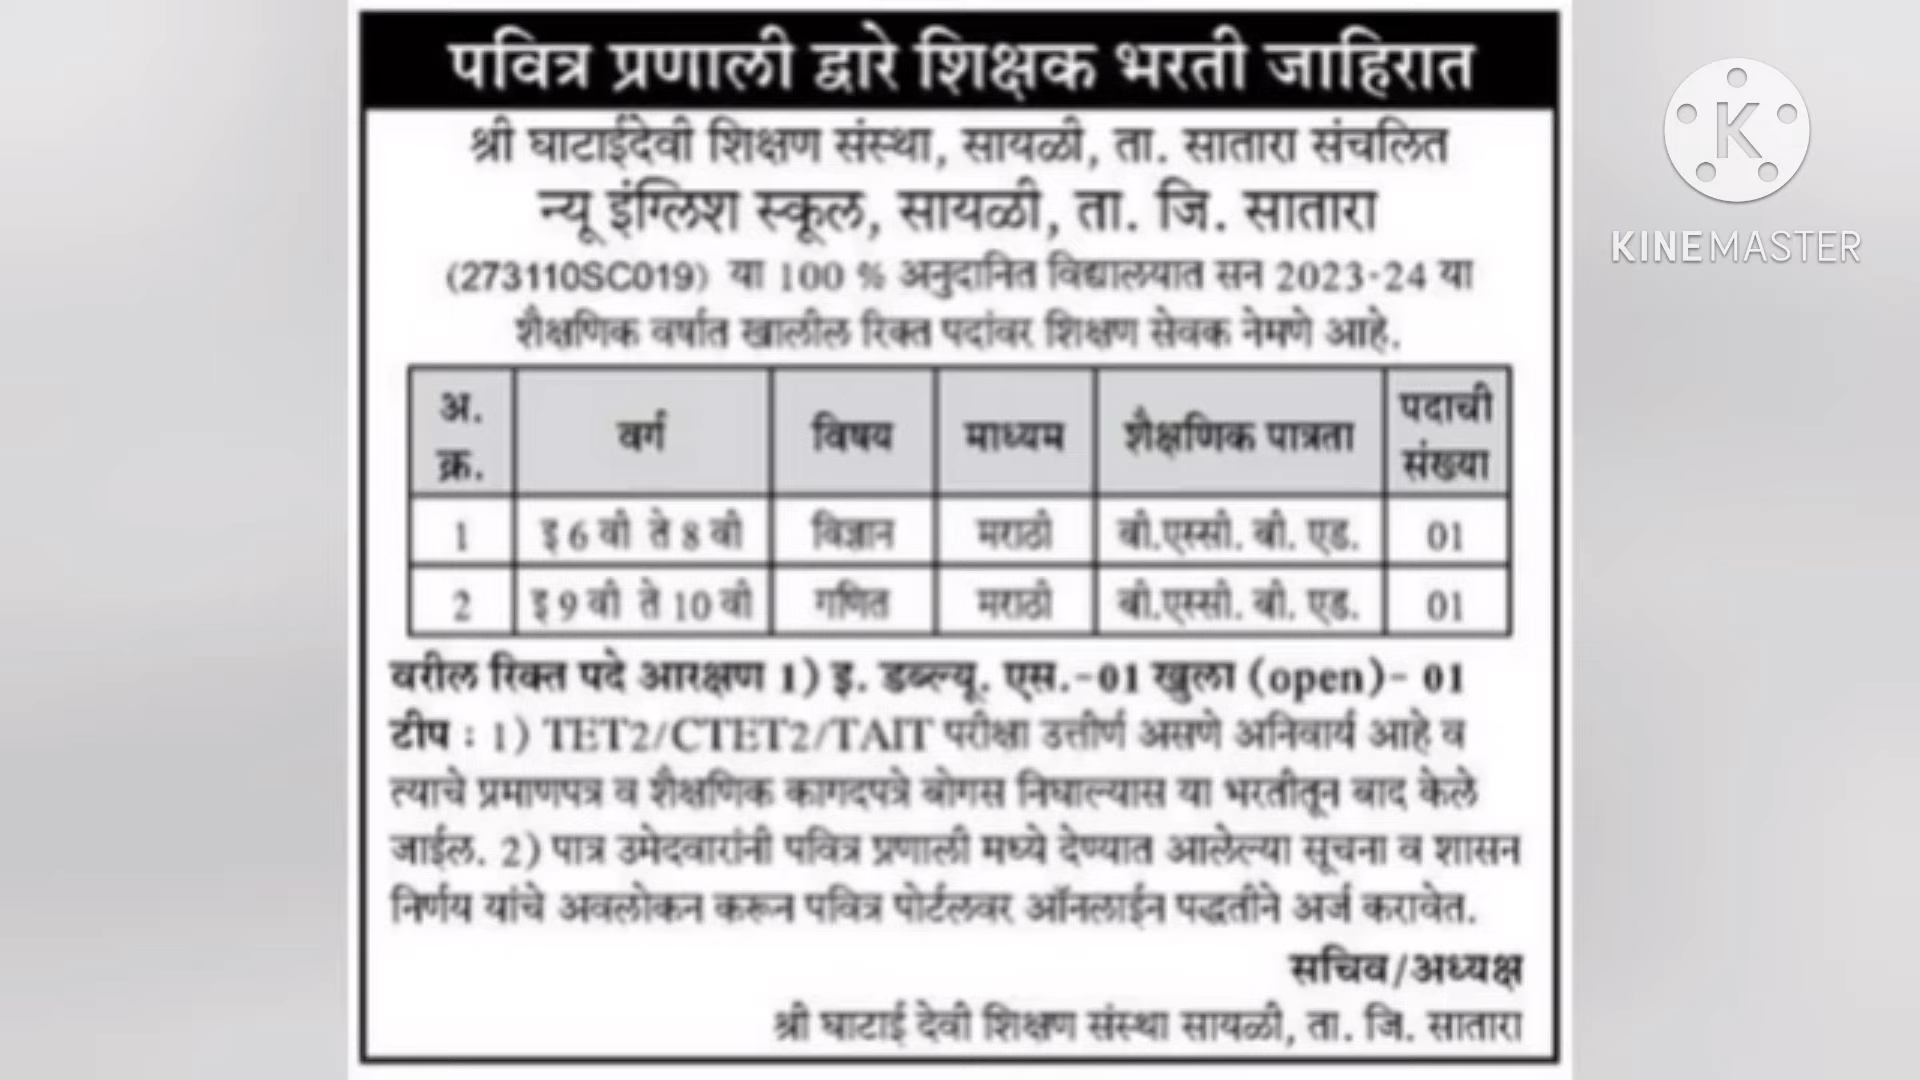 पवित्र प्रणाली द्वारे शिक्षक भरती जाहिरात
श्री घाटाईदेवी शिक्षण संस्था, सायळी, ता. सातारा संचलित
न्यू इंग्लिश स्कूल, सायळी, ता. जि. सातारा
(273110SC019) या 100 % अनुदानित विद्यालयात सन 2023-24 या
शैक्षणिक वर्षात खालील रिक्त पदांवर शिक्षण सेवक नेमणे आहे.
अ. क्र. वर्ग विषय माध्यम शैक्षणिक पात्रता पदाची संख्या
1 इ 6 वी ते 8 वी विज्ञान मराठी बी.एस्सी. बी. एड. 01
2 इ 9 वी ते 10 वी गणित मराठी बी.एस्सी. बी. एड. 01
वरील रिक्त पदे आरक्षण 1) इ. डब्ल्यू. एस.-01 खुला (open)- 01
टीप : 1) TET2/CTET2/TAIT परीक्षा उत्तीर्ण असणे अनिवार्य आहे व
त्याचे प्रमाणपत्र व शैक्षणिक कागदपत्रे बोगस निघाल्यास या भरतीतून बाद केले
जाईल. 2) पात्र उमेदवारांनी पवित्र प्रणाली मध्ये देण्यात आलेल्या सूचना व शासन
निर्णय यांचे अवलोकन करून पवित्र पोर्टलवर ऑनलाईन पद्धतीने अर्ज करावेत.
सचिव/अध्यक्ष
श्री घाटाई देवी शिक्षण संस्था सायळी, ता. जि. सातारा
K
KINEMASTER